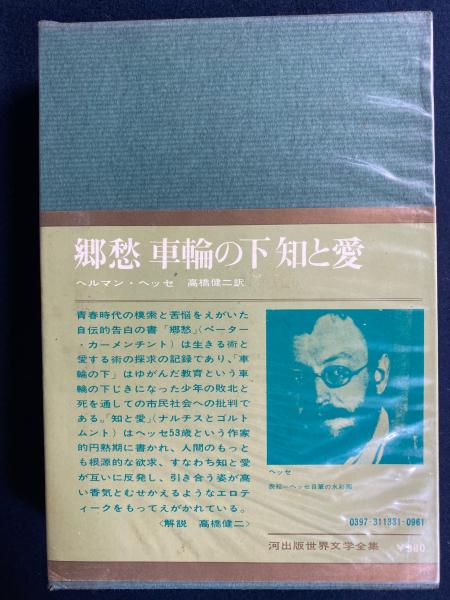 郷愁 車輪の下 知と愛
ヘルマン・ヘッセ 高橋健二訳
青春時代の模索と苦悩をえがいた
自伝的告白の書「郷愁」(ペーター
・カーメンチント)は生きる術と
愛する術の探求の記録であり、「車
輪の下」はゆがんだ教育という車
輪の下じきになった少年の敗北と
死を通しての市民社会への批判で
ある。「知と愛」(ナルチスとゴルト
ムント)はヘッセ53歳という作家
的円熟期に書かれ、人間のもっと
も根源的な欲求、すなわち知と愛
が互いに反発し、引き合う姿が高
い香気とむせかえるようなエロテ
ィークをもってえがかれている。
〈解説 高橋健二〉
ヘッセ
表絵=ヘッセ自筆の水彩画
0397-311331-0961
河出版世界文学全集
¥580